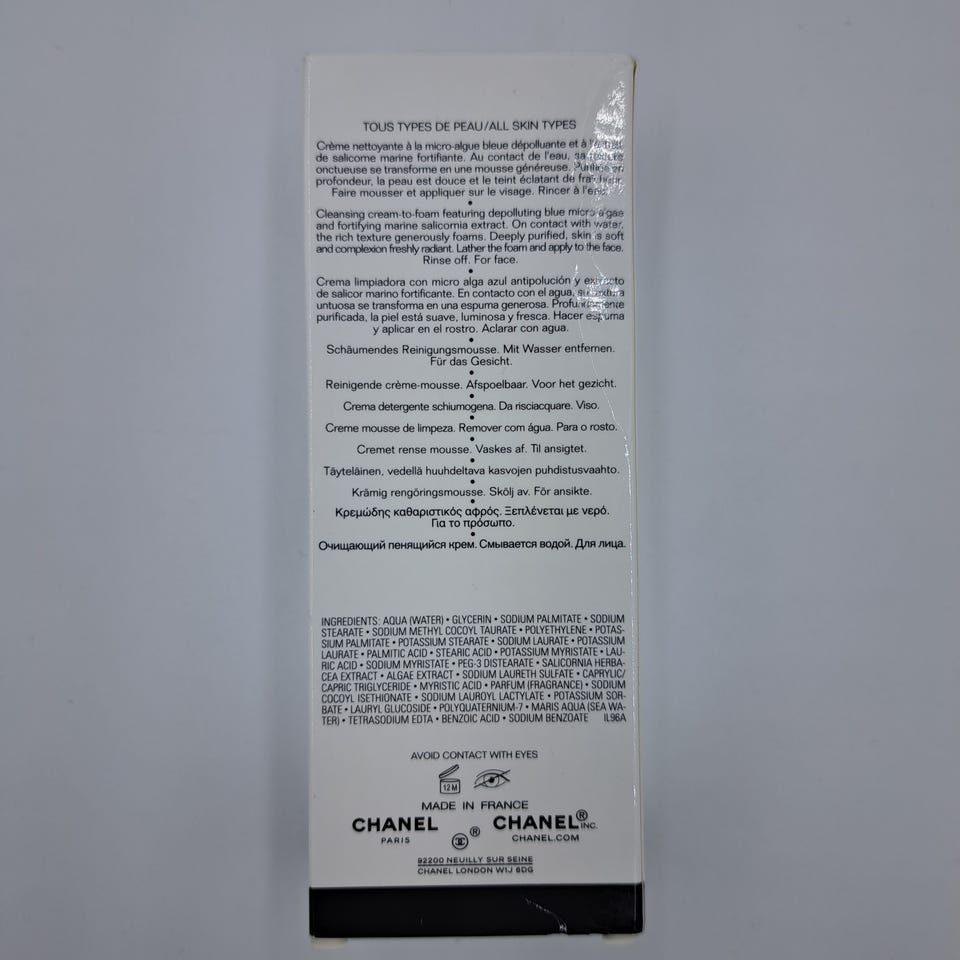 TOUS TYPES DE PEAU/ALL SKIN TYPES
Crème nettoyante à la micro-algue bleue dépolluante et à
de salicorne marine fortifiante. Au contact de l'eau, sa texture
onctueuse se transforme en une mousse généreuse. Purifiée en
profondeur, la peau est douce et le teint éclatant de fraîcheur.
Faire mousser et appliquer sur le visage. Rincer à l'eau.
•
Cleansing cream-to-foam featuring depolluting blue micro-algae
and fortifying marine salicornia extract. On contact with water,
the rich texture generously foams. Deeply purified, skin is soft
and complexion freshly radiant. Lather the foam and apply to the face.
Rinse off. For face.
•
Crema limpiadora con micro alga azul antipolución y extracto
de salicor marino fortificante. En contacto con el agua, su textura
untuosa se transforma en una espuma generosa. Profundamente
purificada, la piel está suave, luminosa y fresca. Hacer espuma
y aplicar en el rostro. Aclarar con agua.
•
Schäumendes Reinigungsmousse. Mit Wasser entfernen.
Für das Gesicht.
•
Reinigende crème-mousse. Afspoelbaar. Voor het gezicht.
•
Crema detergente schiumogena. Da risciacquare. Viso.
•
Creme mousse de limpeza. Remover com água. Para o rosto.
•
Cremet rense mousse. Vaskes af. Til ansigtet.
•
Täyteläinen, vedellä huuhdeltava kasvojen puhdistusvaahto.
•
Krämig rengöringsmousse. Skölj av. För ansikte.
•
Κρεμώδης καθαριστικός αφρός. Ξεπλένεται με νερό.
Για το πρόσωπο.
•
Очищающий пенящийся крем. Смывается водой. Для лица.
INGREDIENTS: AQUA (WATER) • GLYCERIN • SODIUM PALMITATE • SODIUM
STEARATE • SODIUM METHYL COCOYL TAURATE • POLYETHYLENE • POTAS-
SIUM PALMITATE • POTASSIUM STEARATE • SODIUM LAURATE • POTASSIUM
LAURATE • PALMITIC ACID • STEARIC ACID • POTASSIUM MYRISTATE • LAU-
RIC ACID • SODIUM MYRISTATE • PEG-3 DISTEARATE • SALICORNIA HERBA-
CEA EXTRACT • ALGAE EXTRACT • SODIUM LAURETH SULFATE • CAPRYLIC/
CAPRIC TRIGLYCERIDE • MYRISTIC ACID • PARFUM (FRAGRANCE) • SODIUM
COCOYL ISETHIONATE • SODIUM LAUROYL LACTYLATE • POTASSIUM SOR-
BATE • LAURYL GLUCOSIDE • POLYQUATERNIUM-7 • MARIS AQUA (SEA WA-
TER) • TETRASODIUM EDTA • BENZOIC ACID • SODIUM BENZOATE IL96A
AVOID CONTACT WITH EYES
12 M
MADE IN FRANCE
CHANEL ® CHANEL® INC.
PARIS CHANEL.COM
92200 NEUILLY SUR SEINE
CHANEL LONDON W1J 6DG